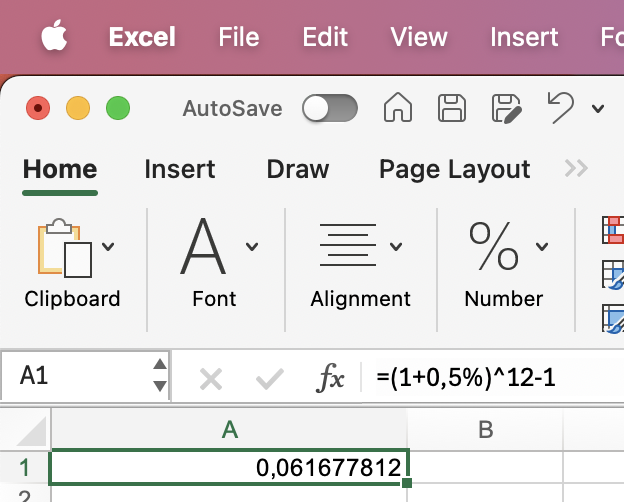 Excel File Edit View Insert Fo
AutoSave
Home Insert Draw Page Layout
Clipboard Font Alignment Number
A1 fx =(1+0,5%)^12-1
A B
1 0,061677812
2